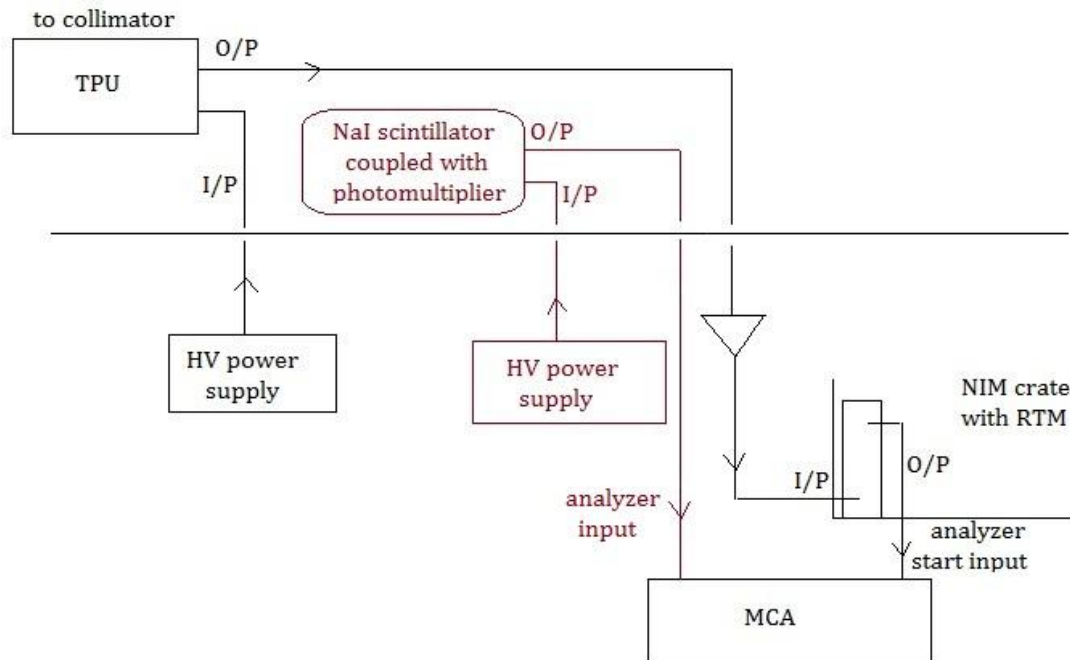 to collimator
TPU
O/P
I/P
NaI scintillator
coupled with
photomultiplier
O/P
I/P
HV power
supply
HV power
supply
NIM crate
with RTM
I/P
O/P
analyzer
input
analyzer
start input
MCA